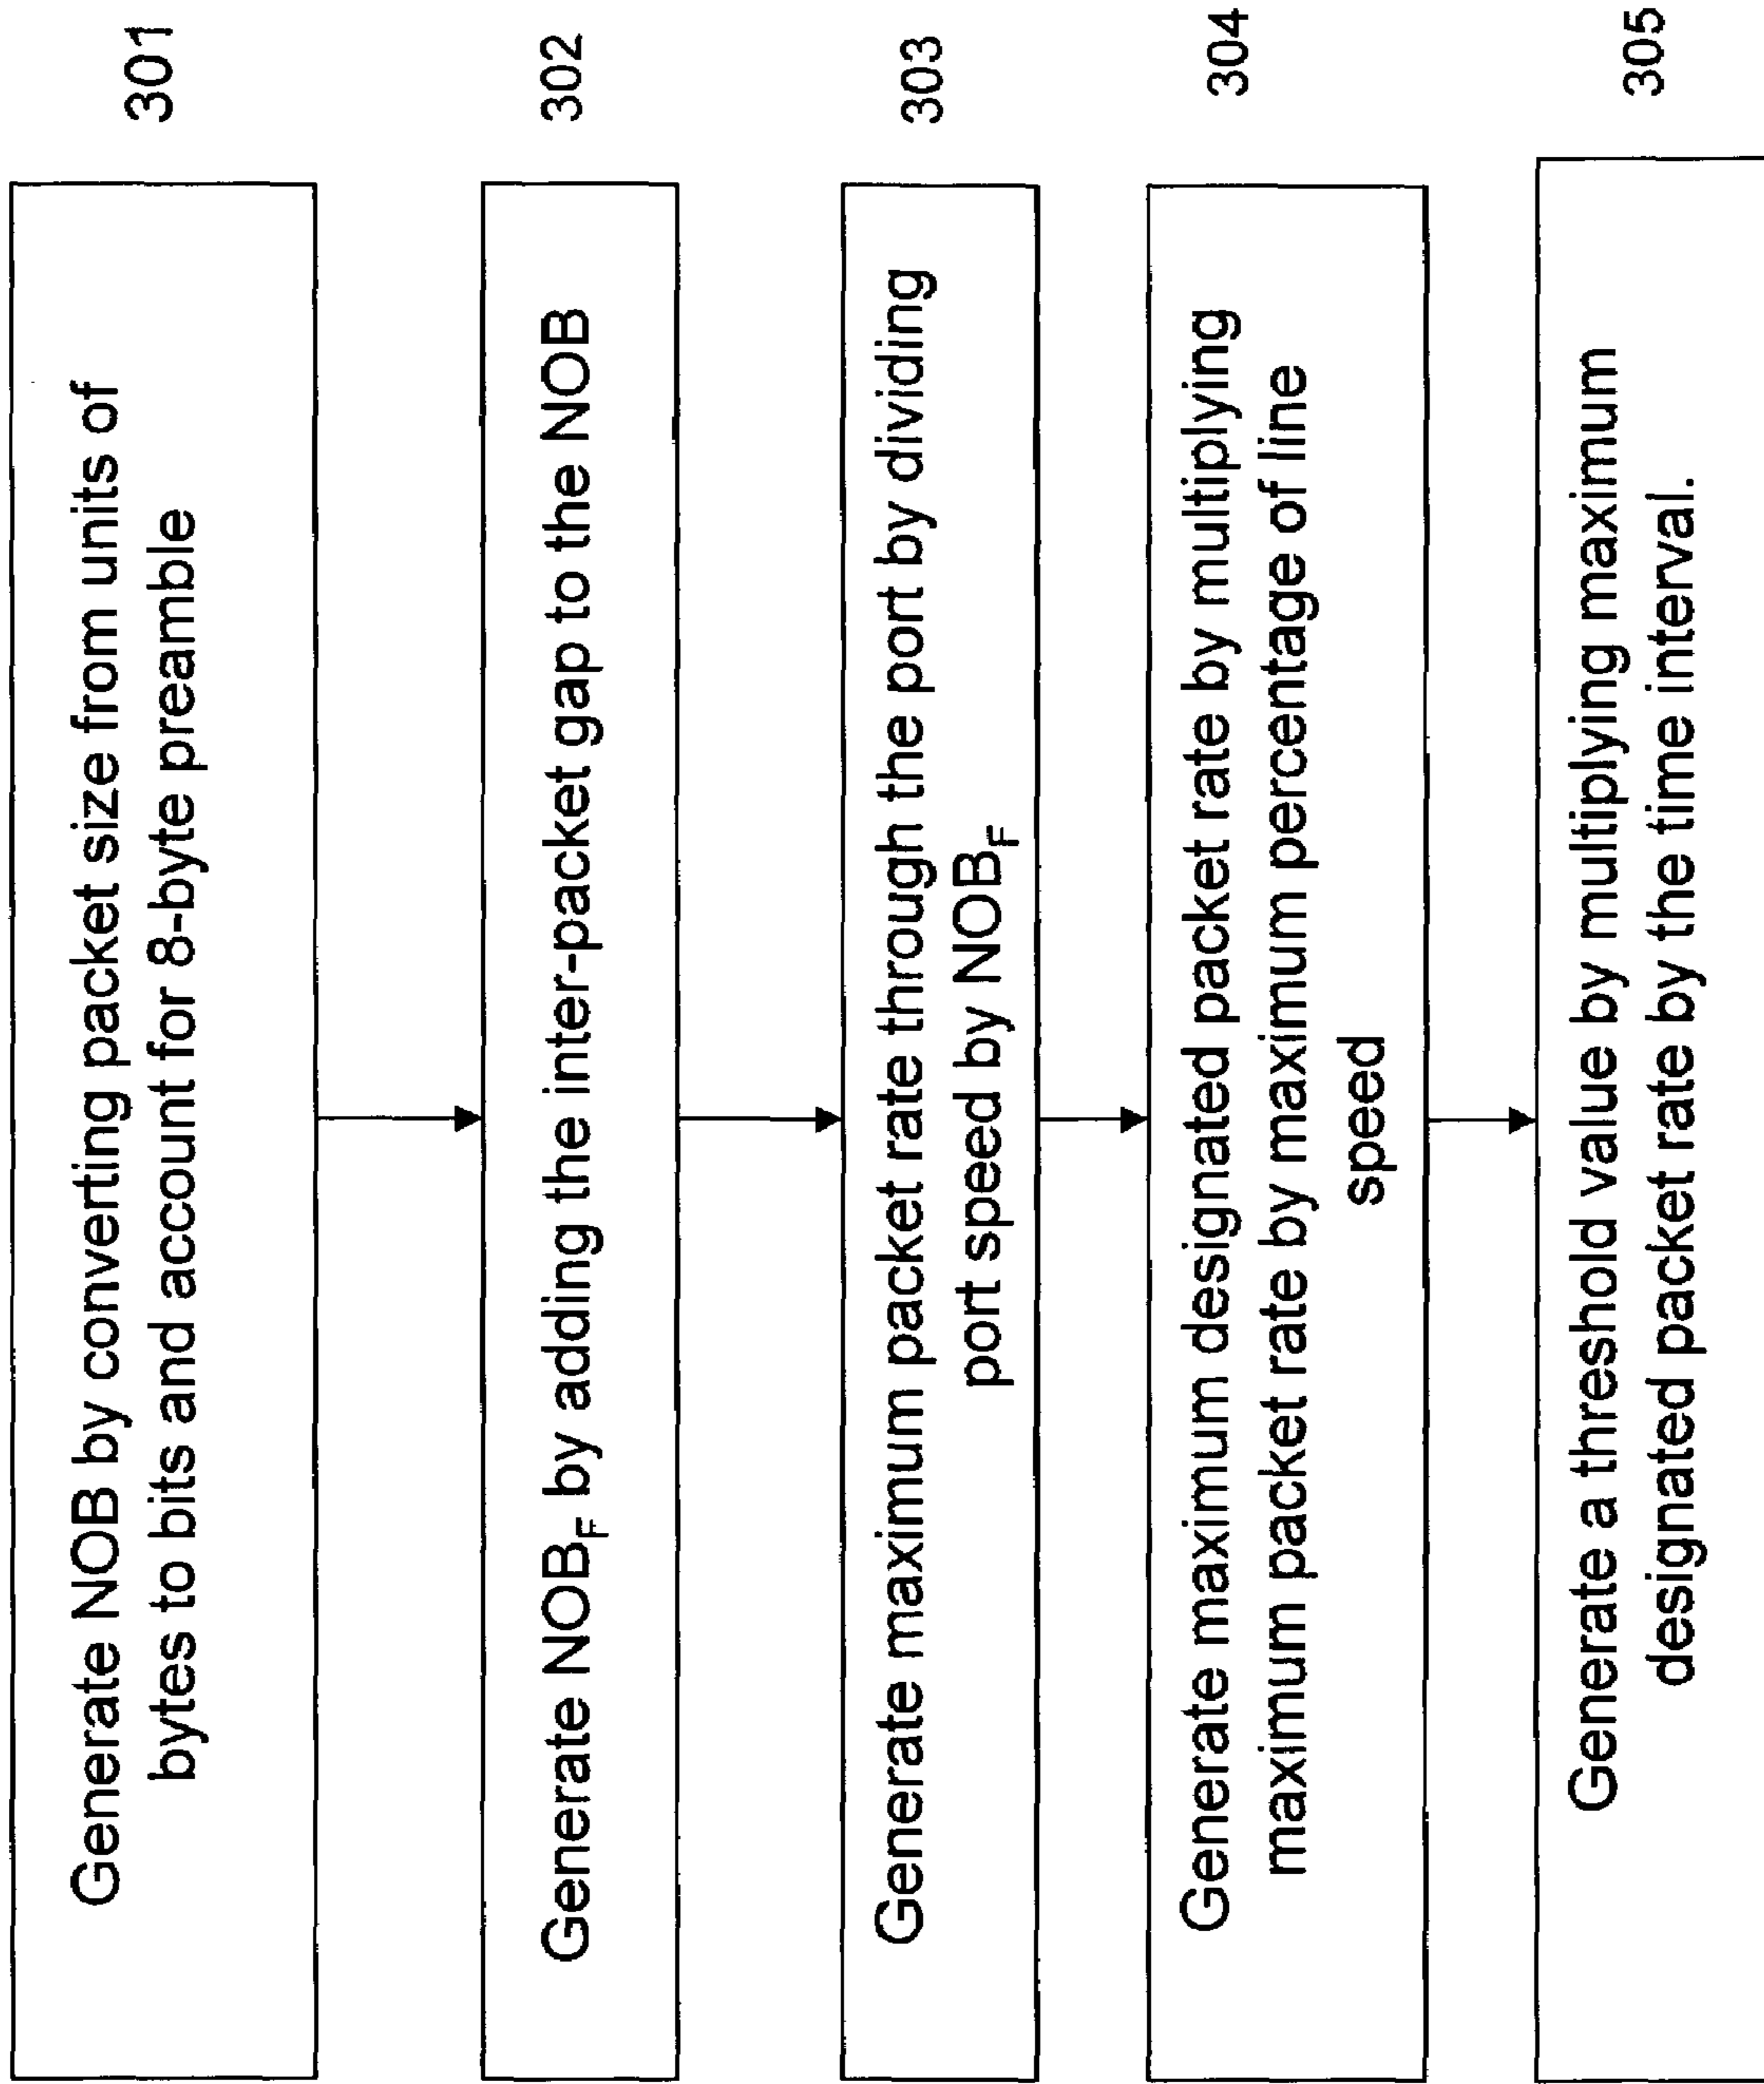 Generate NOB by converting packet size from units of
bytes to bits and account for 8-byte preamble
301
Generate NOB_F by adding the inter-packet gap to the NOB
302
Generate maximum packet rate through the port by dividing
port speed by NOB_F
303
Generate maximum designated packet rate by multiplying
maximum packet rate by maximum percentage of line
speed
304
Generate a threshold value by multiplying maximum
designated packet rate by the time interval.
305